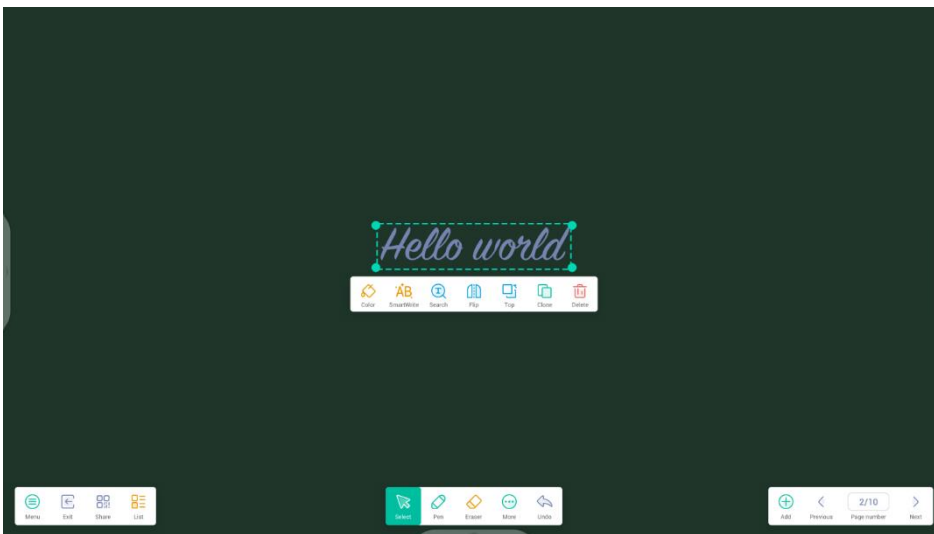 Hello world
Color SmartWrite Search Flip Top Clone Delete
Menu Exit Share List
Select Pen Eraser More Undo
Add Previous 2/10 Page number Next